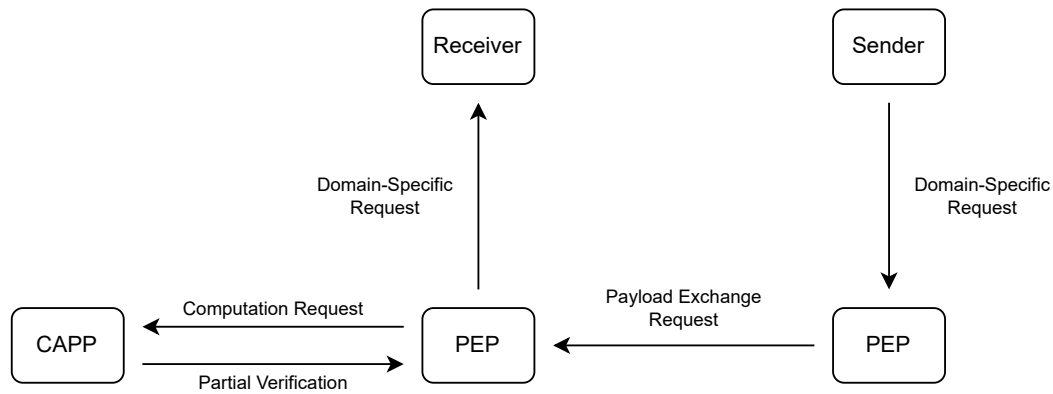 Receiver
Sender
Domain-Specific
Request
Domain-Specific
Request
Computation Request
Payload Exchange
Request
CAPP
PEP
PEP
Partial Verification